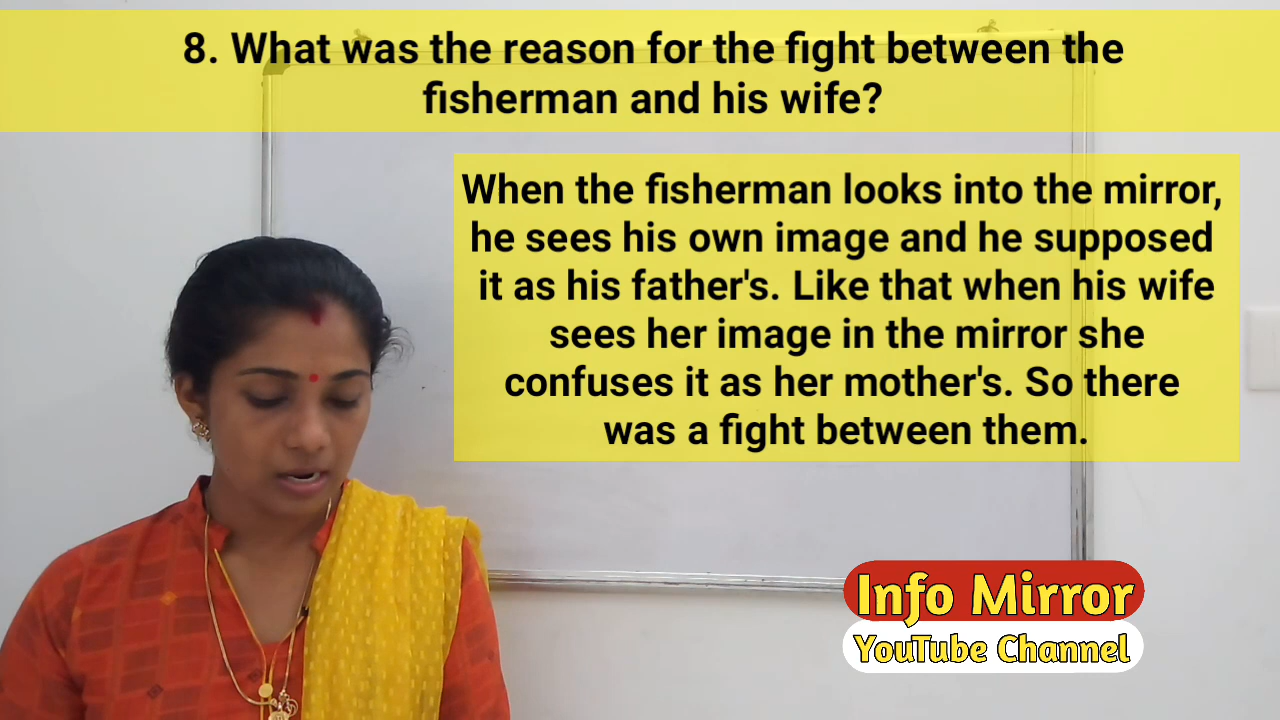 8. What was the reason for the fight between the
fisherman and his wife?
When the fisherman looks into the mirror,
he sees his own image and he supposed
it as his father's. Like that when his wife
sees her image in the mirror she
confuses it as her mother's. So there
was a fight between them.
Info Mirror
YouTube Channel